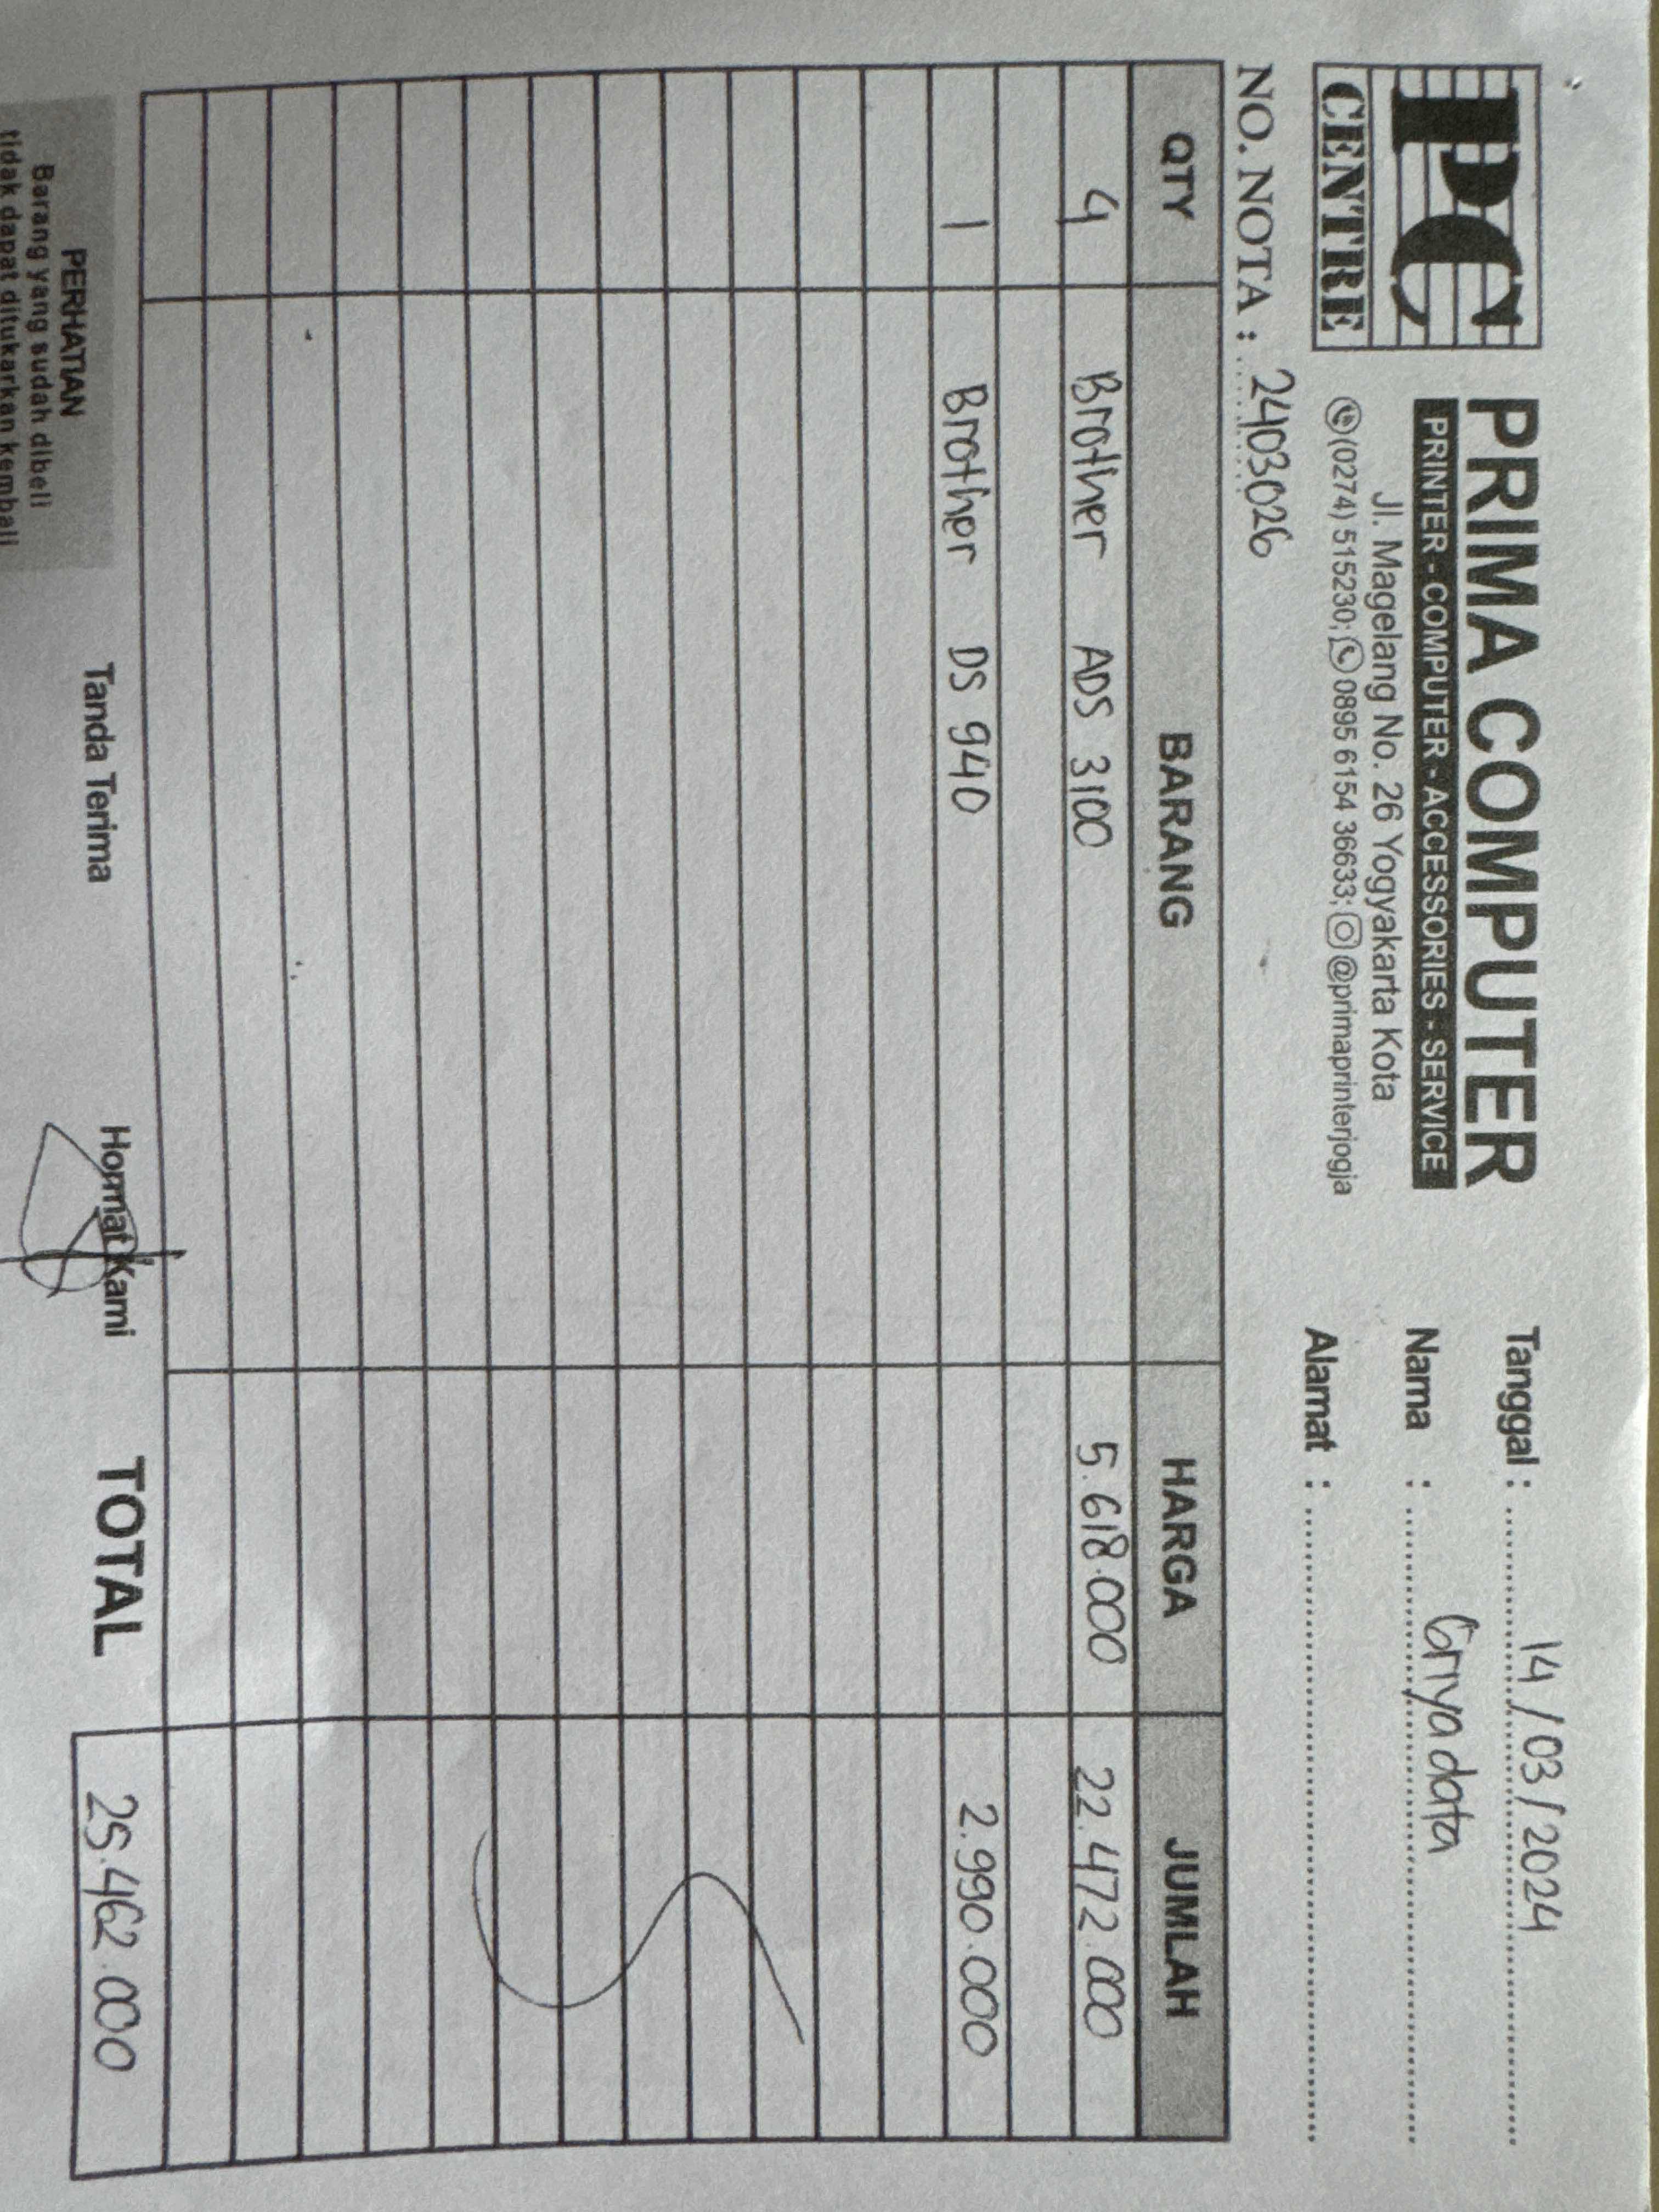 PC
CENTRE
PRIMA COMPUTER
PRINTER - COMPUTER - ACCESSORIES - SERVICE
Jl. Magelang No. 26 Yogyakarta Kota
(0274) 515230; 0895 6154 36633; @primaprinterjogja
Tanggal : 14/03/2024
Nama : Griya data
Alamat :
NO. NOTA : 2403026
QTY BARANG HARGA JUMLAH
4 Brother ADS 3100 5.618.000 22.472.000
1 Brother DS 940 2.990.000
TOTAL 25.462.000
PERHATIAN
Barang yang sudah dibeli
tidak dapat ditukarkan kembali
Tanda Terima
Hormat Kami